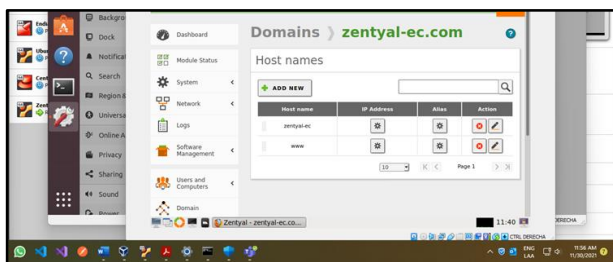 Backgro
Dock
Notificat
Search
Region &
Universa
Online A
Privacy
Sharing
Sound
Power
Dashboard
Module Status
System
Network
Logs
Software
Management
Users and
Computers
Domain
Domains zentyal-ec.com
Host names
ADD NEW
Host name IP Address Alias Action
zentyal-ec
www
10 Page 1
Zentyal - zentyal-ec.co...
11:40
CTRL DERECHA
DERECHA
ENG
LAA
11:56 AM
11/30/2021